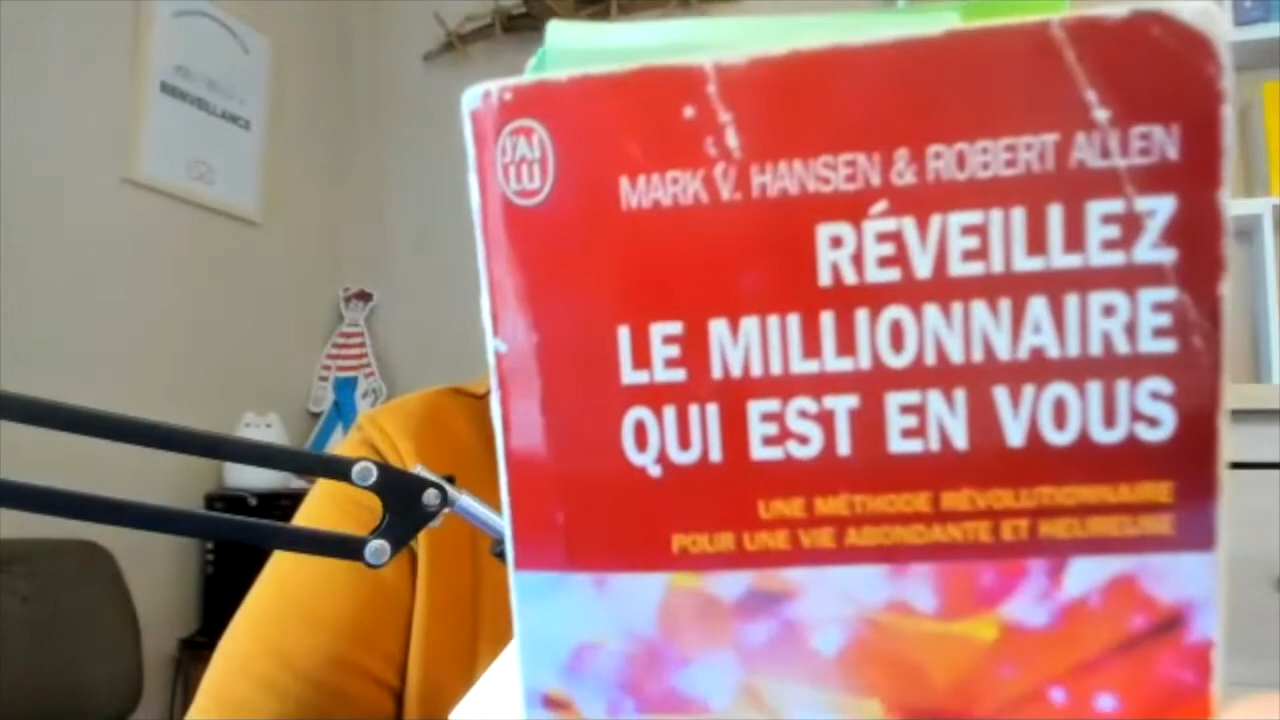 BIENVEILLANCE
J'AI
LU
MARK V. HANSEN & ROBERT ALLEN
RÉVEILLEZ
LE MILLIONNAIRE
QUI EST EN VOUS
UNE MÉTHODE RÉVOLUTIONNAIRE
POUR UNE VIE ABONDANTE ET HEUREUSE